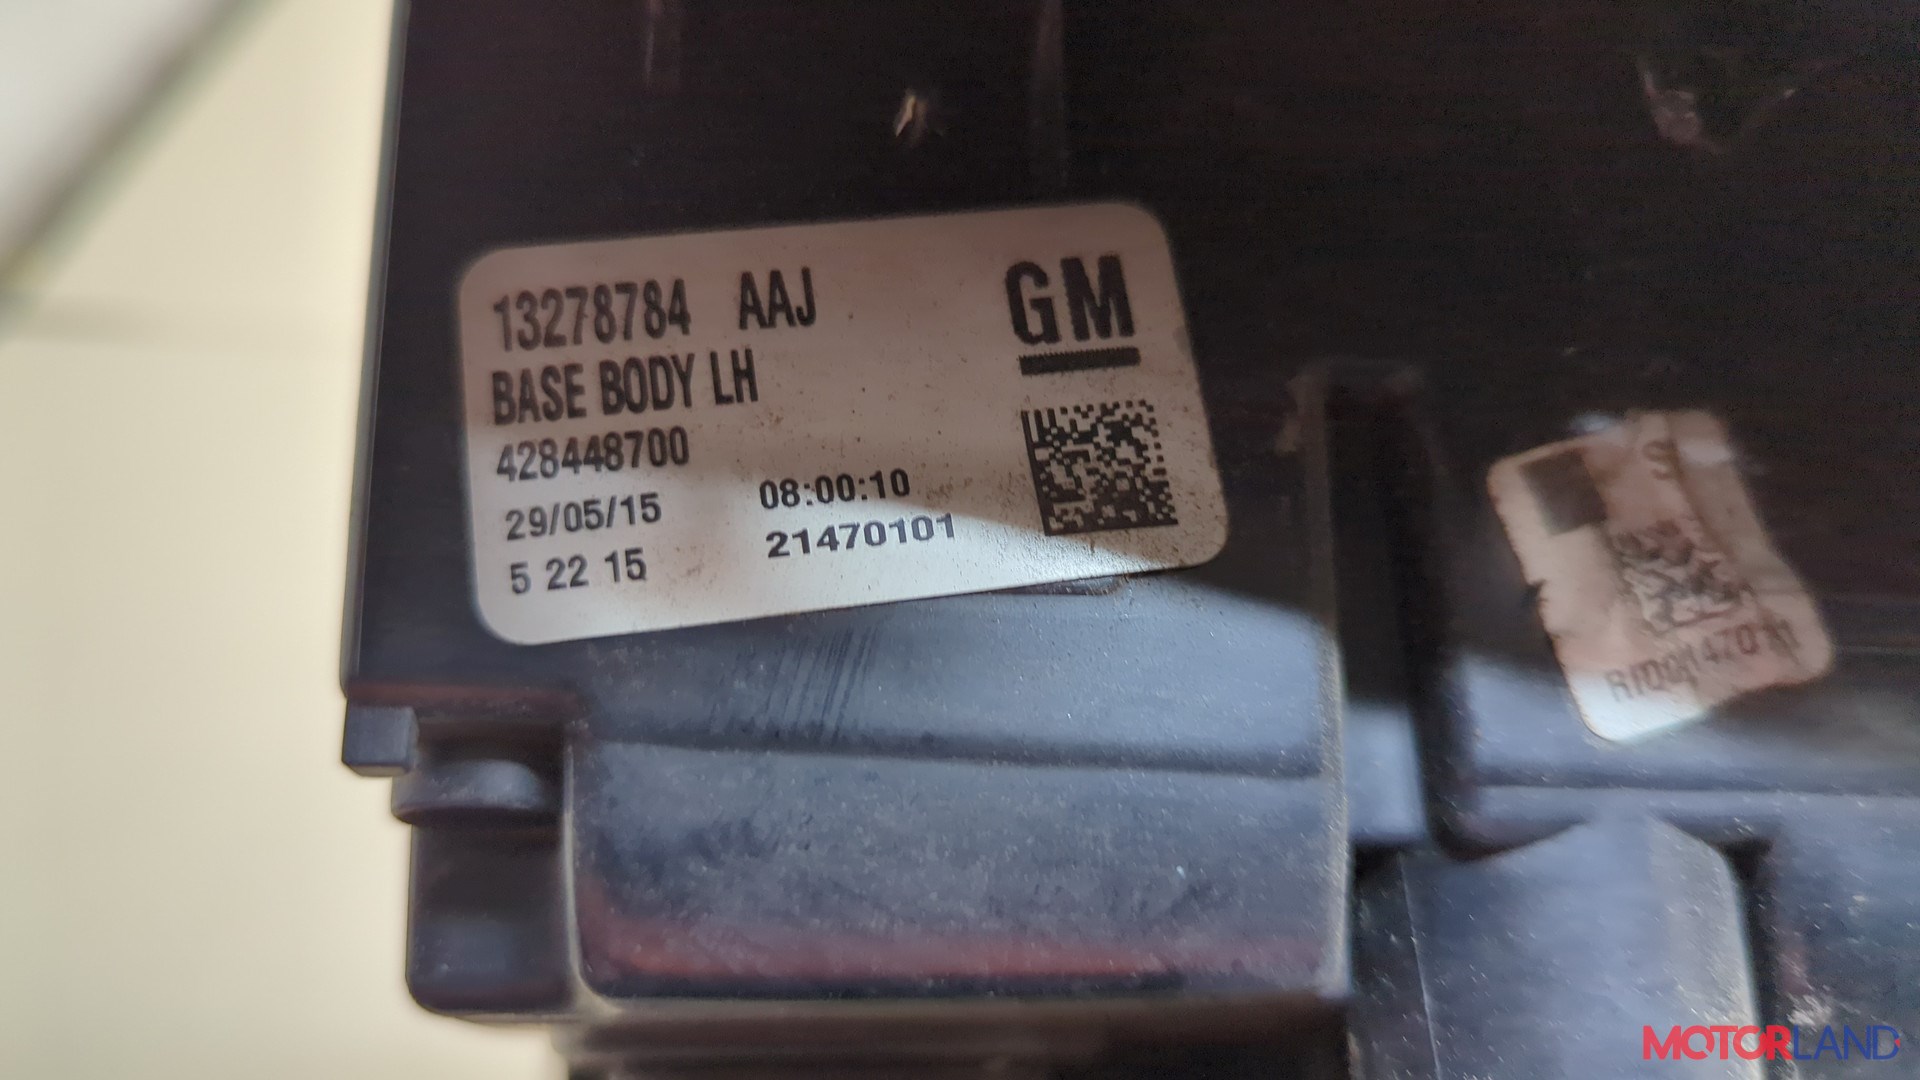 13278784 AAJ
GM
BASE BODY LH
428448700
29/05/15 08:00:10
5 22 15 21470101
S
MOTORLAND